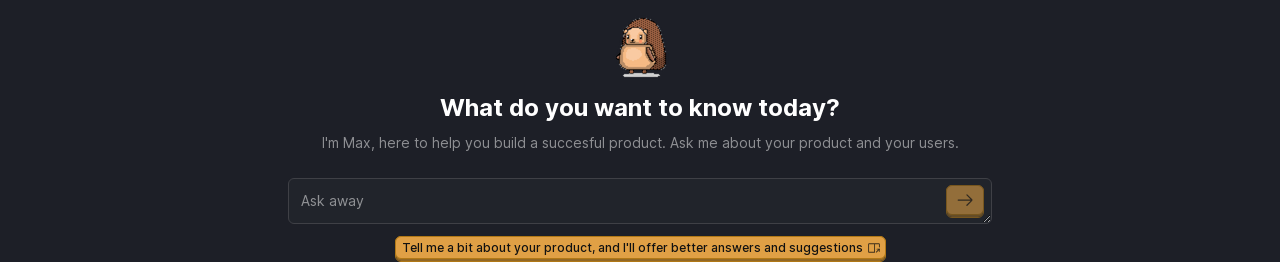 What do you want to know today?
I'm Max, here to help you build a succesful product. Ask me about your product and your users.
Ask away
Tell me a bit about your product, and I'll offer better answers and suggestions